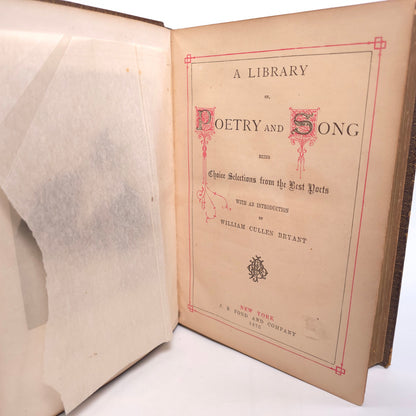 A LIBRARY
OF
POETRY AND SONG
BEING
Choice Selections from the Best Poets
WITH AN INTRODUCTION
BY
WILLIAM CULLEN BRYANT
NEW YORK
J. B. FORD AND COMPANY